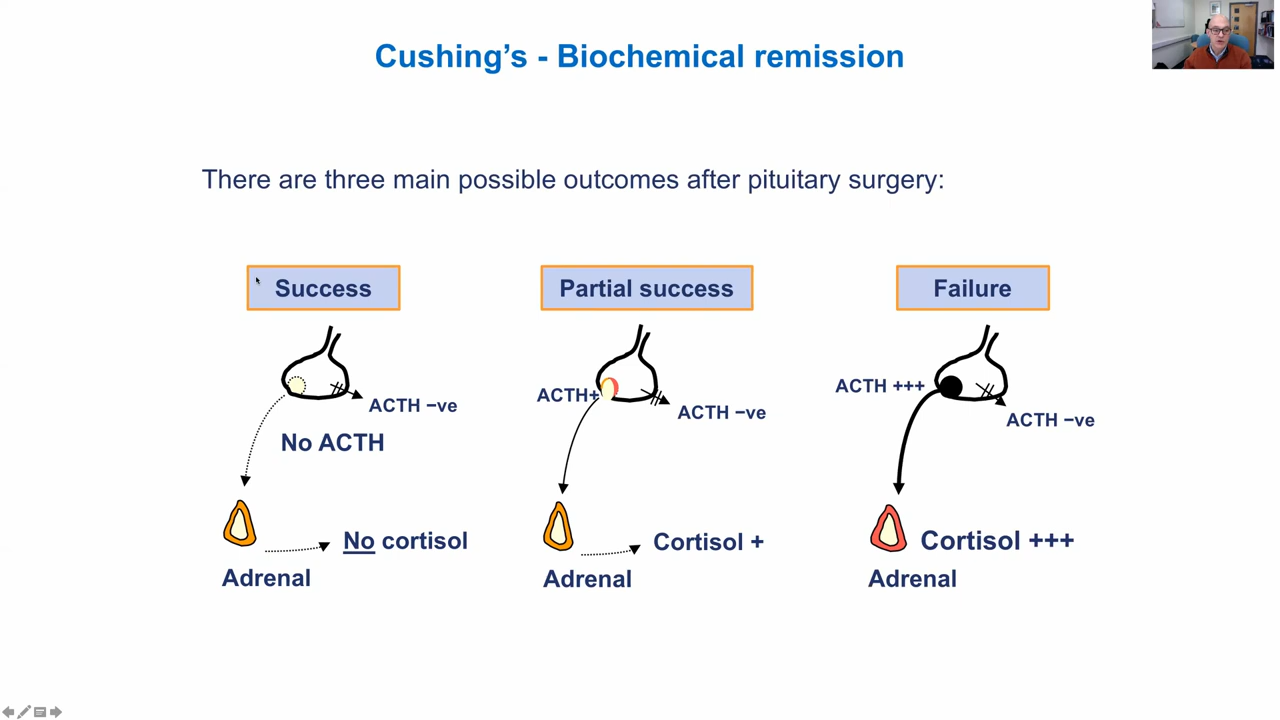 Cushing’s - Biochemical remission
There are three main possible outcomes after pituitary surgery:
Success
Partial success
Failure
ACTH −ve
No ACTH
No cortisol
Adrenal
ACTH+
ACTH −ve
Cortisol +
Adrenal
ACTH +++
ACTH −ve
Cortisol +++
Adrenal